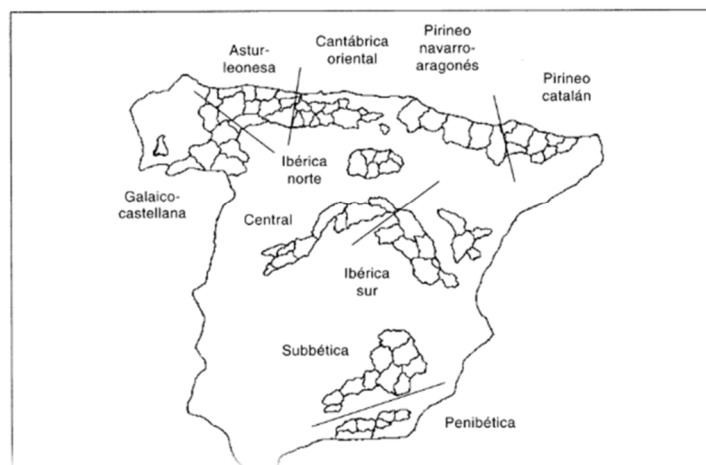 Astur-
leonesa
Cantábrica
oriental
Pirineo
navarro-
aragonés
Pirineo
catalán
Ibérica
norte
Galaico-
castellana
Central
Ibérica
sur
Subbética
Penibética